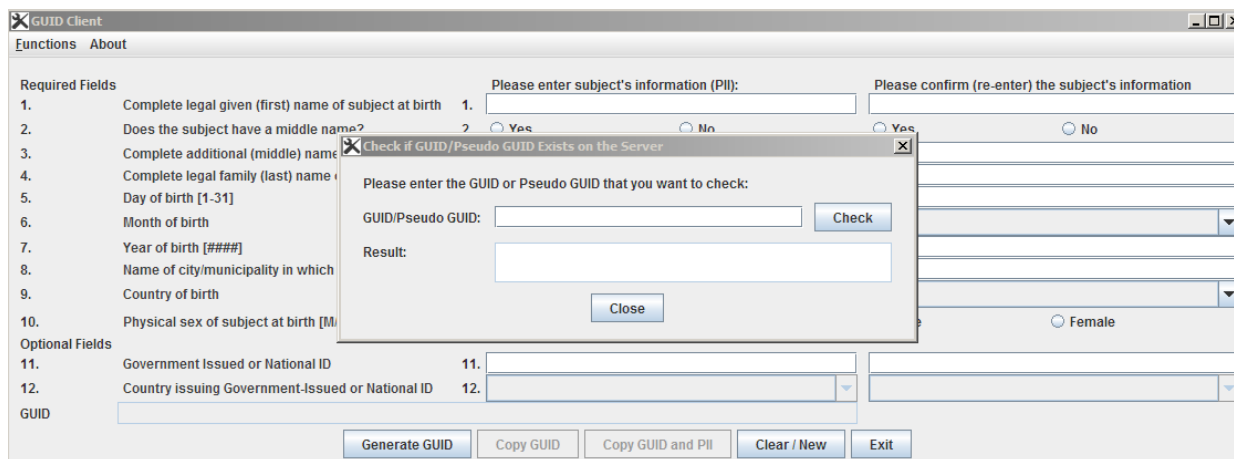 GUID Client
Functions About
Required Fields Please enter subject's information (PII): Please confirm (re-enter) the subject's information
1. Complete legal given (first) name of subject at birth 1.
2. Does the subject have a middle name? 2. Yes No Yes No
Check if GUID/Pseudo GUID Exists on the Server
3. Complete additional (middle) name
4. Complete legal family (last) name
Please enter the GUID or Pseudo GUID that you want to check:
5. Day of birth [1-31]
GUID/Pseudo GUID: Check
6. Month of birth
7. Year of birth [####]
Result:
8. Name of city/municipality in which
9. Country of birth
Close
10. Physical sex of subject at birth [M/ Female
Optional Fields
11. Government Issued or National ID 11.
12. Country issuing Government-Issued or National ID 12.
GUID
Generate GUID Copy GUID Copy GUID and PII Clear / New Exit